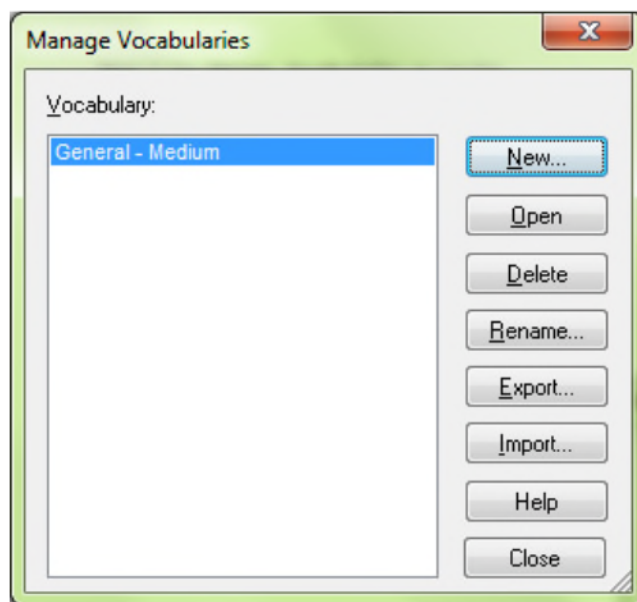 Manage Vocabularies
Vocabulary:
General - Medium
New...
Open
Delete
Rename...
Export...
Import...
Help
Close